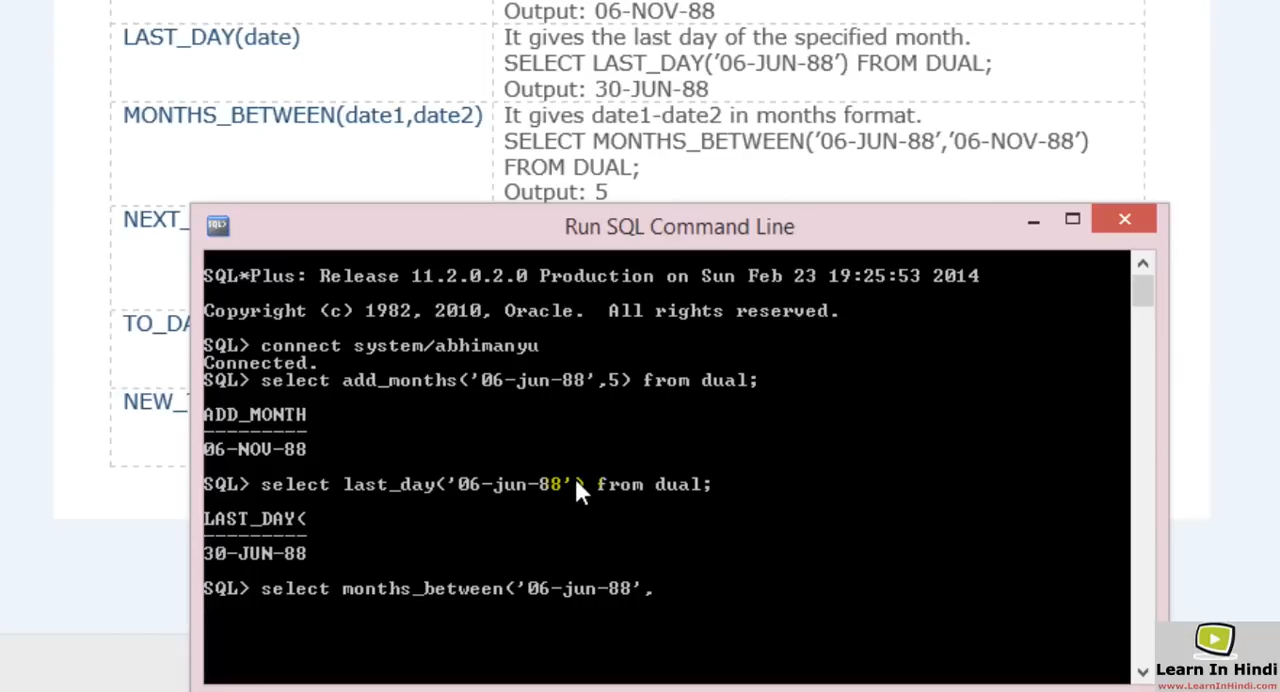 Output: 06-NOV-88
LAST_DAY(date)
It gives the last day of the specified month.
SELECT LAST_DAY('06-JUN-88') FROM DUAL;
Output: 30-JUN-88
MONTHS_BETWEEN(date1,date2)
It gives date1-date2 in months format.
SELECT MONTHS_BETWEEN('06-JUN-88','06-NOV-88')
FROM DUAL;
Output: 5
NEXT_
TO_DA
NEW_
Run SQL Command Line
SQL*Plus: Release 11.2.0.2.0 Production on Sun Feb 23 19:25:53 2014
Copyright (c) 1982, 2010, Oracle.  All rights reserved.
SQL> connect system/abhimanyu
Connected.
SQL> select add_months('06-jun-88',5) from dual;
ADD_MONTH
---------
06-NOV-88
SQL> select last_day('06-jun-88') from dual;
LAST_DAY(
---------
30-JUN-88
SQL> select months_between('06-jun-88',
Learn In Hindi
www.LearnInHindi.com